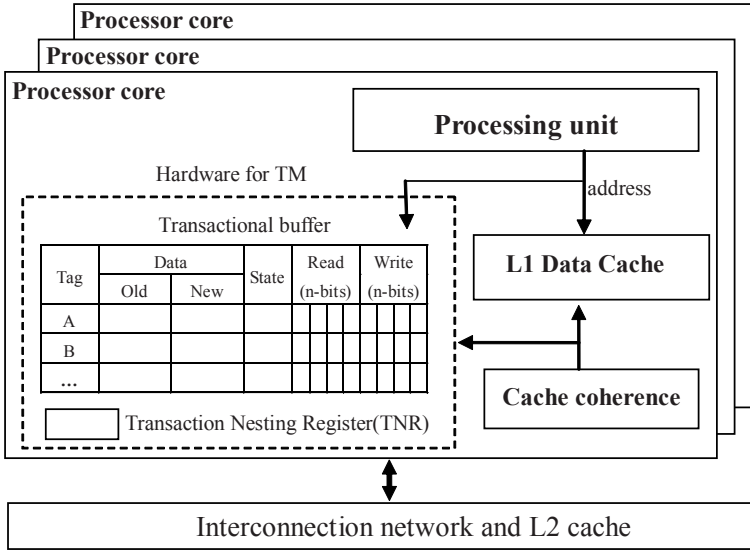 Processor core
Processor core
Processor core
Processing unit
Hardware for TM
address
Transactional buffer
Tag
Data
State
Read
(n-bits)
Write
(n-bits)
Old
New
L1 Data Cache
A
B
...
Cache coherence
Transaction Nesting Register(TNR)
Interconnection network and L2 cache